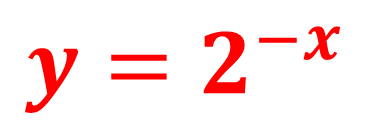 y = 2⁻ˣ